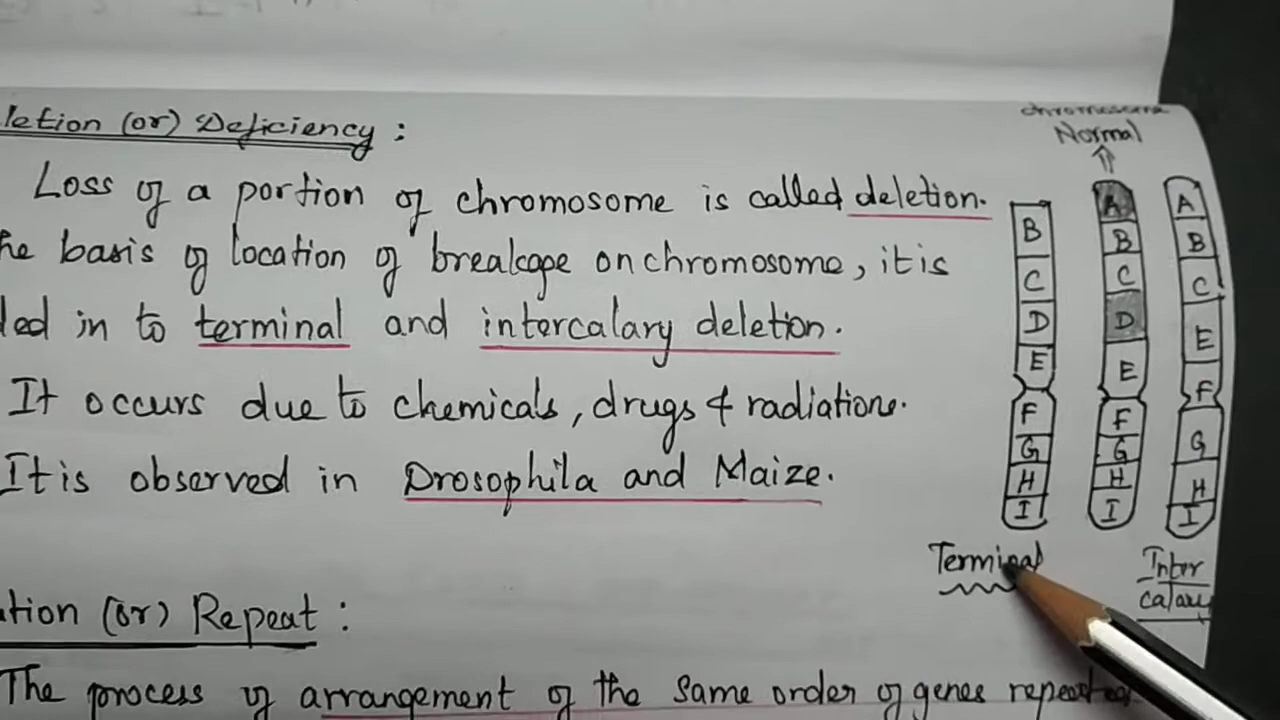 letion (or) Deficiency :
Loss of a portion of chromosome is called deletion.
he basis of location of breakage on chromosome, it is
ded in to terminal and intercalary deletion.
It occurs due to chemicals, drugs & radiations.
It is observed in Drosophila and Maize.
ation (or) Repeat :
The process of arrangement of the same order of genes repeated
chromosome
Normal
B
C
D
E
F
G
H
I
Terminal
A
B
C
D
E
F
G
H
I
A
B
C
E
F
G
H
I
Inter
calary